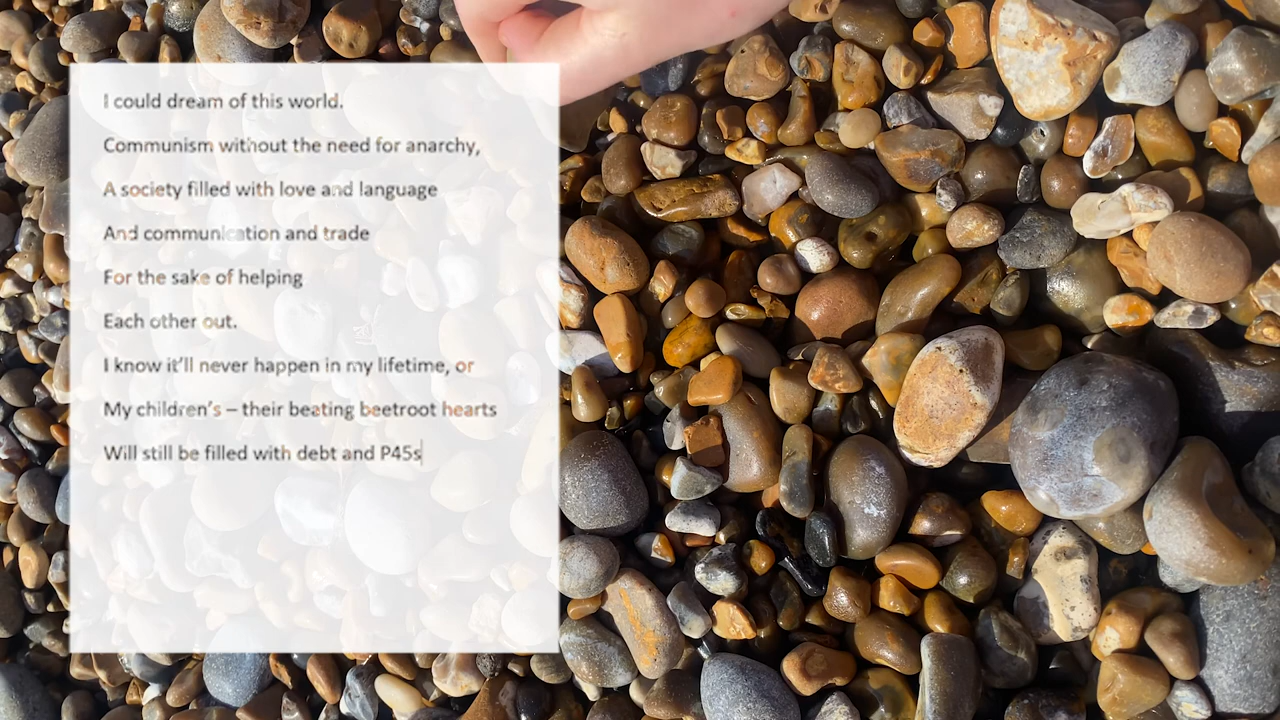 I could dream of this world.
Communism without the need for anarchy,
A society filled with love and language
And communication and trade
For the sake of helping
Each other out.
I know it’ll never happen in my lifetime, or
My children’s – their beating beetroot hearts
Will still be filled with debt and P45s